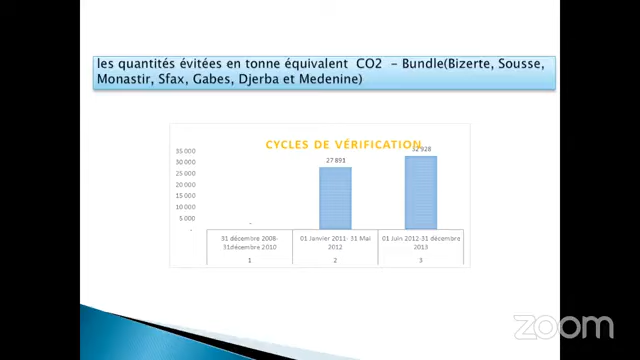 les quantités évitées en tonne équivalent CO2 – Bundle(Bizerte, Sousse,
Monastir, Sfax, Gabes, Djerba et Medenine)
CYCLES DE VÉRIFICATION
35 000
30 000
25 000
20 000
15 000
10 000
5 000
-
-
27 891
32 928
31 décembre 2008-
31décembre 2010
01 Janvier 2011- 31 Mai
2012
01 Juin 2012-31 décembre
2013
1
2
3
zoom